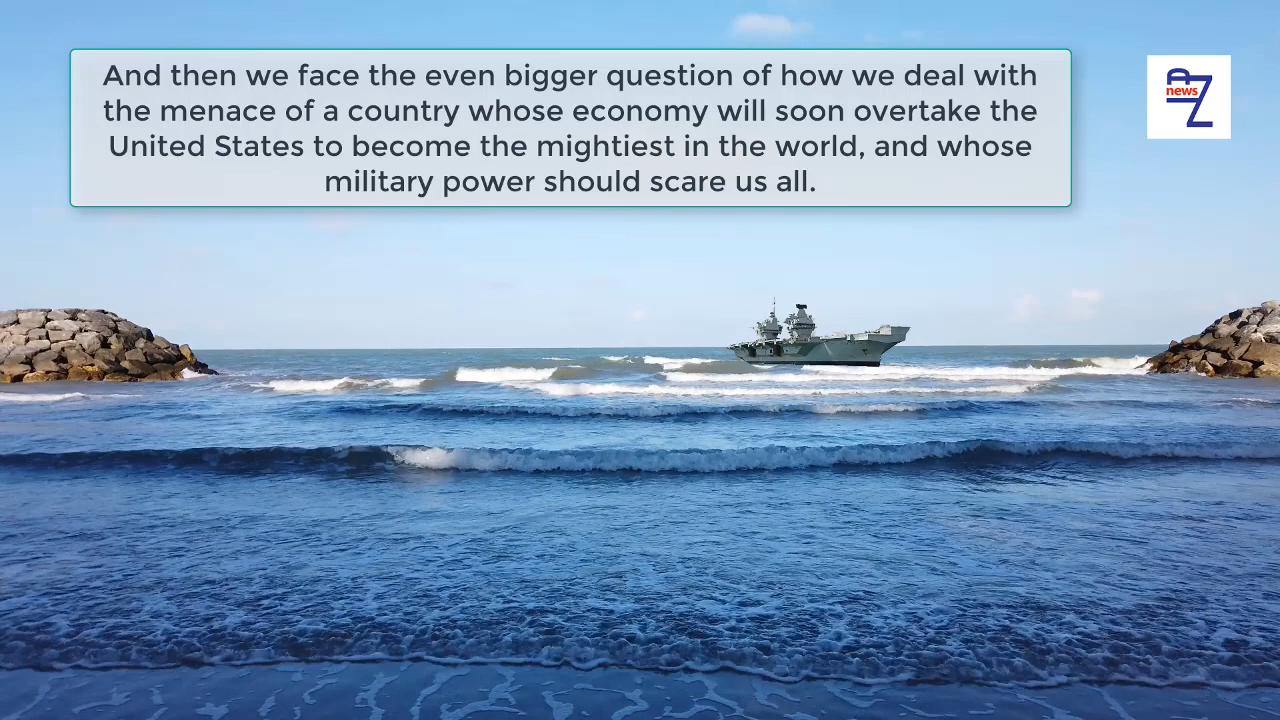 And then we face the even bigger question of how we deal with
the menace of a country whose economy will soon overtake the
United States to become the mightiest in the world, and whose
military power should scare us all.
AZ
news